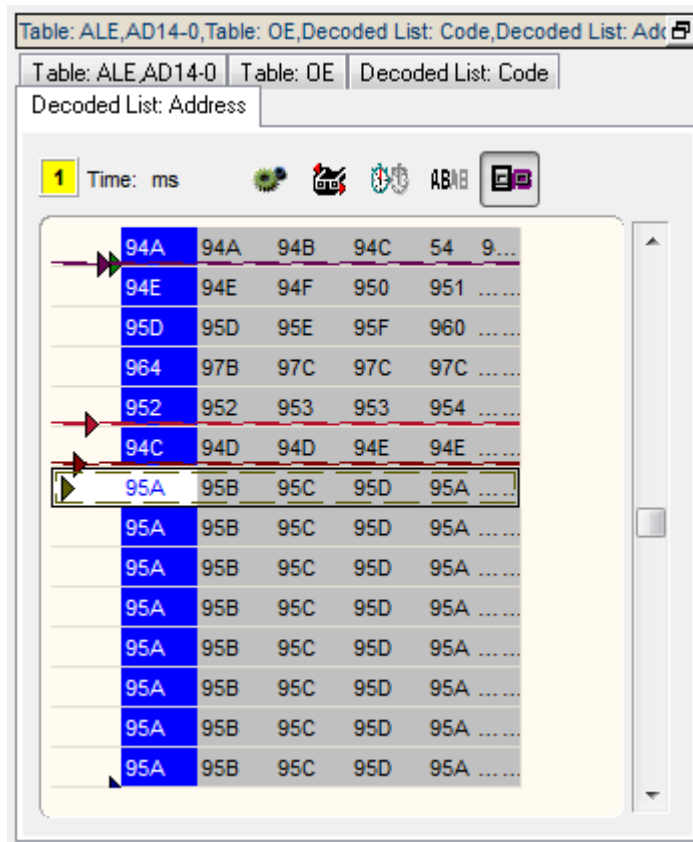 Table: ALE,AD14-0,Table: OE,Decoded List: Code,Decoded List: Adc
Table: ALE,AD14-0 Table: OE Decoded List: Code
Decoded List: Address
1 Time: ms ABAB
94A 94A 94B 94C 54 9...
94E 94E 94F 950 951 ......
95D 95D 95E 95F 960 ......
964 97B 97C 97C 97C ......
952 952 953 953 954 ......
94C 94D 94D 94E 94E ......
95A 95B 95C 95D 95A ......
95A 95B 95C 95D 95A ......
95A 95B 95C 95D 95A ......
95A 95B 95C 95D 95A ......
95A 95B 95C 95D 95A ......
95A 95B 95C 95D 95A ......
95A 95B 95C 95D 95A ......
95A 95B 95C 95D 95A ......